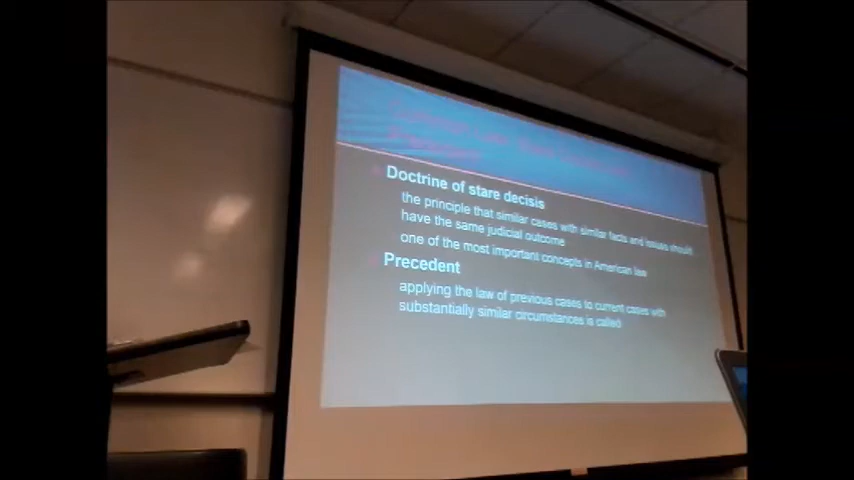 Doctrine of stare decisis
the principle that similar cases with similar facts and issues should
have the same judicial outcome
one of the most important concepts in American law
Precedent
applying the law of previous cases to current cases with
substantially similar circumstances is called